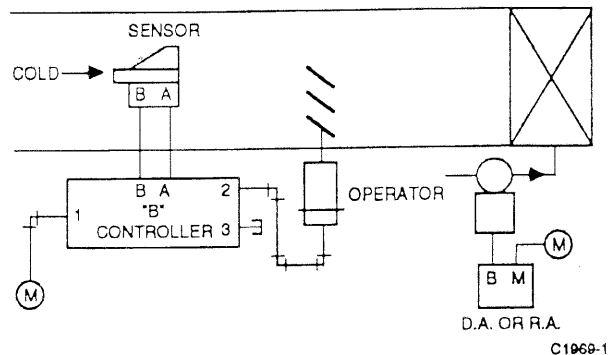 SENSOR
COLD
B A
B A
1 "B" 2
CONTROLLER 3
OPERATOR
M
B M
M
D.A. OR R.A.
C1969-1